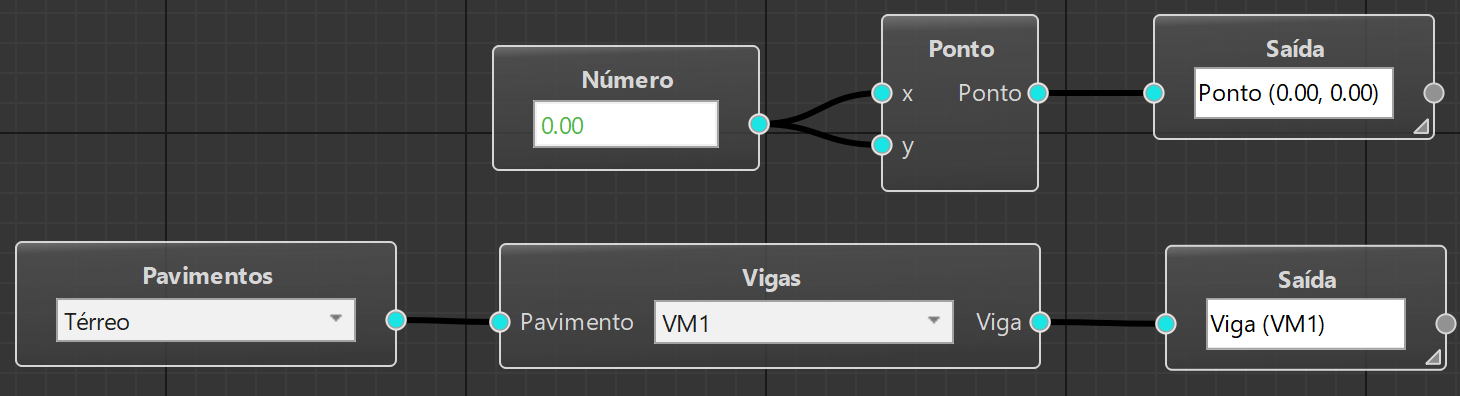 Número
0.00
Ponto
x
Ponto
y
Saída
Ponto (0.00, 0.00)
Pavimentos
Térreo
Vigas
Pavimento
VM1
Viga
Saída
Viga (VM1)